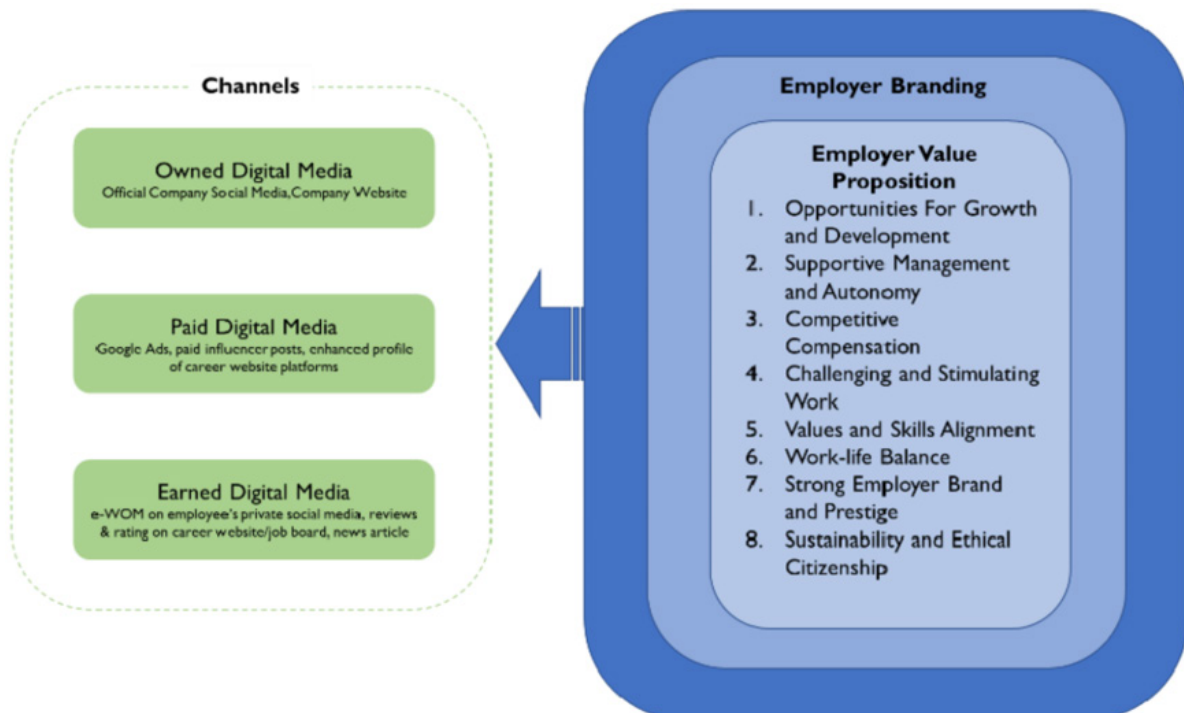 Channels
Owned Digital Media
Official Company Social Media,Company Website
Paid Digital Media
Google Ads, paid influencer posts, enhanced profile
of career website platforms
Earned Digital Media
e-WOM on employee's private social media, reviews
& rating on career website/job board, news article
Employer Branding
Employer Value
Proposition
1. Opportunities For Growth
and Development
2. Supportive Management
and Autonomy
3. Competitive
Compensation
4. Challenging and Stimulating
Work
5. Values and Skills Alignment
6. Work-life Balance
7. Strong Employer Brand
and Prestige
8. Sustainability and Ethical
Citizenship